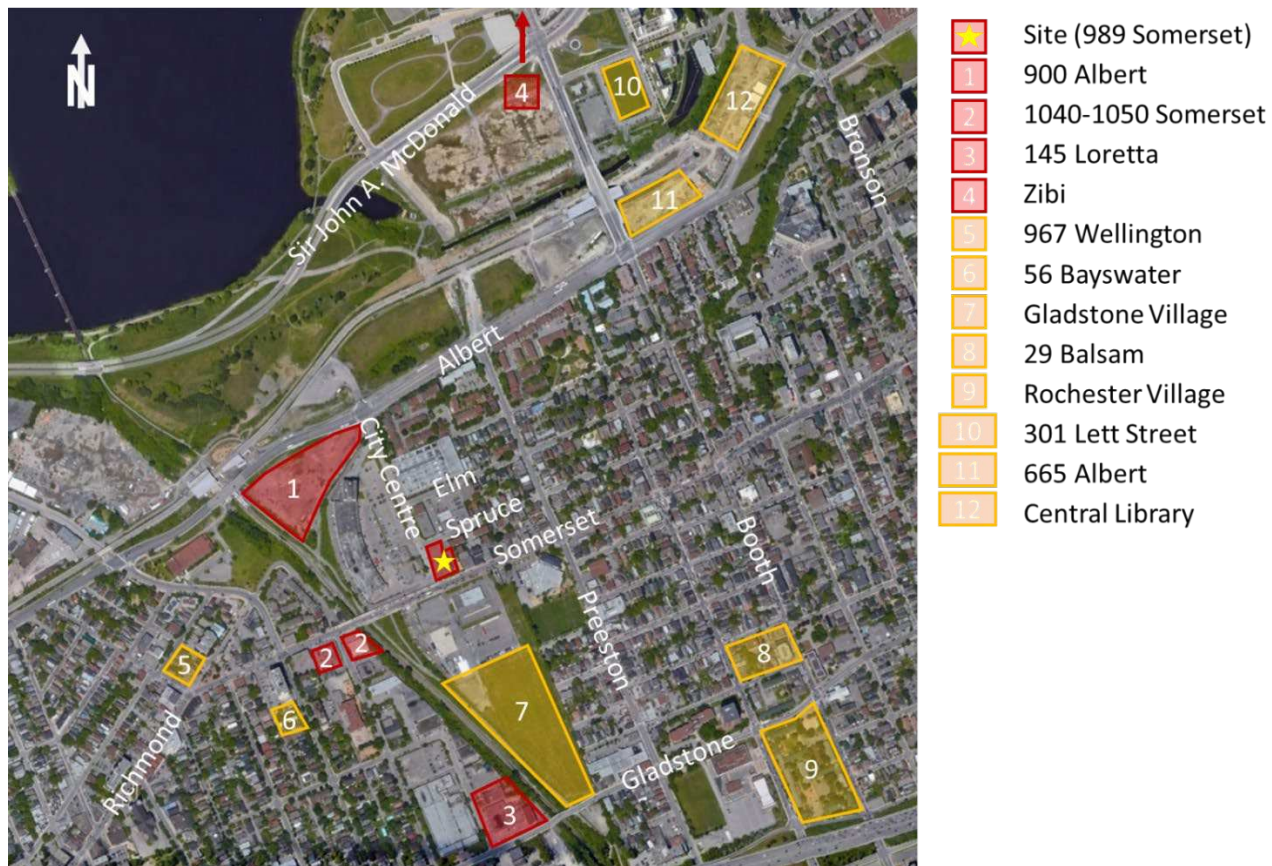 N
4
10
12
Sir John A. McDonald
Bronson
11
Albert
City Centre
1
Elm
Spruce
Somerset
Booth
Preeston
2
2
5
8
6
7
Richmond
Gladstone
9
3
Site (989 Somerset)
1 900 Albert
2 1040-1050 Somerset
3 145 Loretta
4 Zibi
5 967 Wellington
6 56 Bayswater
7 Gladstone Village
8 29 Balsam
9 Rochester Village
10 301 Lett Street
11 665 Albert
12 Central Library